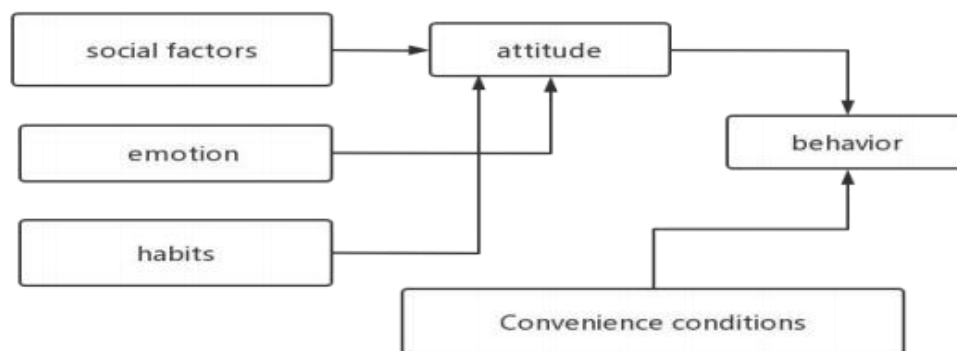 social factors
attitude
emotion
behavior
habits
Convenience conditions